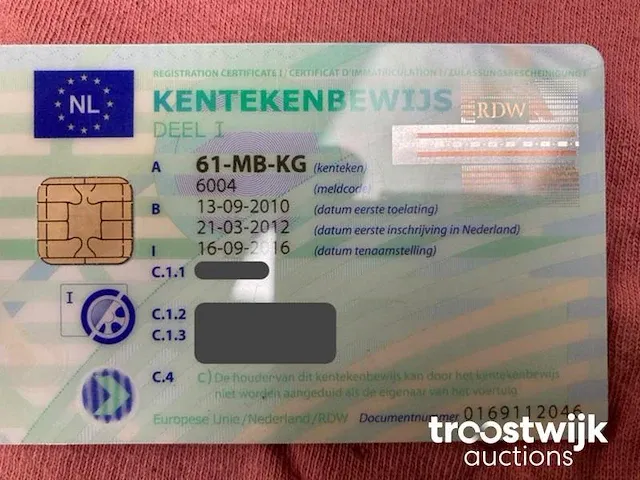 REGISTRATION CERTIFICATE I / CERTIFICAT D'IMMATRICULATION I / ZULASSUNGSBESCHEINIGUNG I
NL
KENTEKENBEWIJS
RDW
DEEL I
A 61-MB-KG (kenteken)
6004 (meldcode)
B 13-09-2010 (datum eerste toelating)
21-03-2012 (datum eerste inschrijving in Nederland)
I 16-09-2016 (datum tenaamstelling)
C.1.1
I
C.1.2
C.1.3
C.4 C) De houder van dit kentekenbewijs kan door het kentekenbewijs
niet worden aangeduid als de eigenaar van het voertuig
Europese Unie/Nederland/RDW Documentnummer 0169112046
troostwijk
auctions